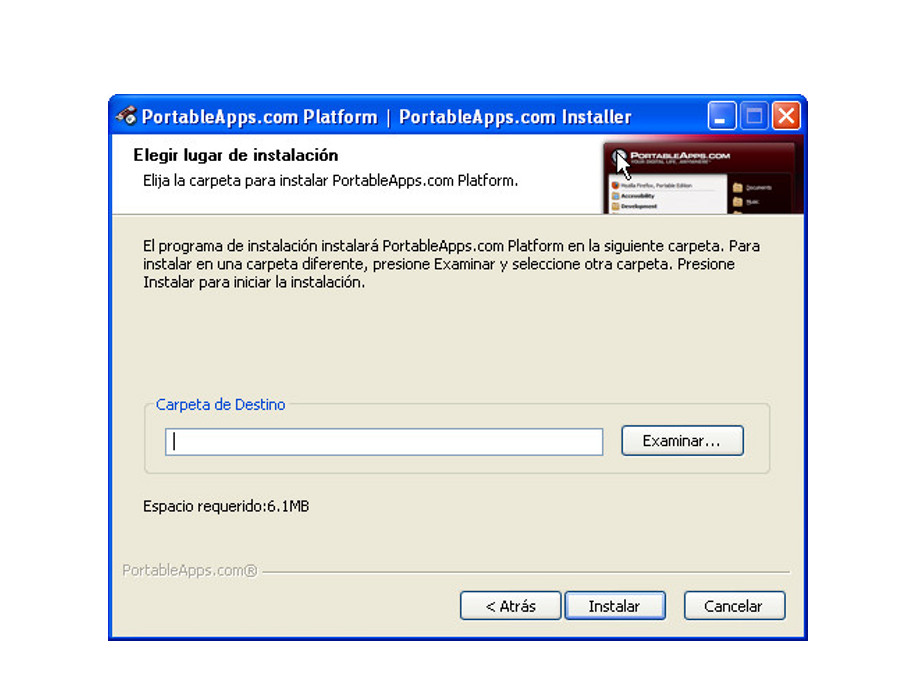 PortableApps.com Platform | PortableApps.com Installer
Elegir lugar de instalación
Elija la carpeta para instalar PortableApps.com Platform.
PORTABLEAPPS.COM
YOUR DIGITAL LIFE, ANYWHERE
Mozilla Firefox, Portable Edition
Documents
Accessibility
Music
Development
El programa de instalación instalará PortableApps.com Platform en la siguiente carpeta. Para
instalar en una carpeta diferente, presione Examinar y seleccione otra carpeta. Presione
Instalar para iniciar la instalación.
Carpeta de Destino
Examinar...
Espacio requerido:6.1MB
PortableApps.com®
< Atrás
Instalar
Cancelar